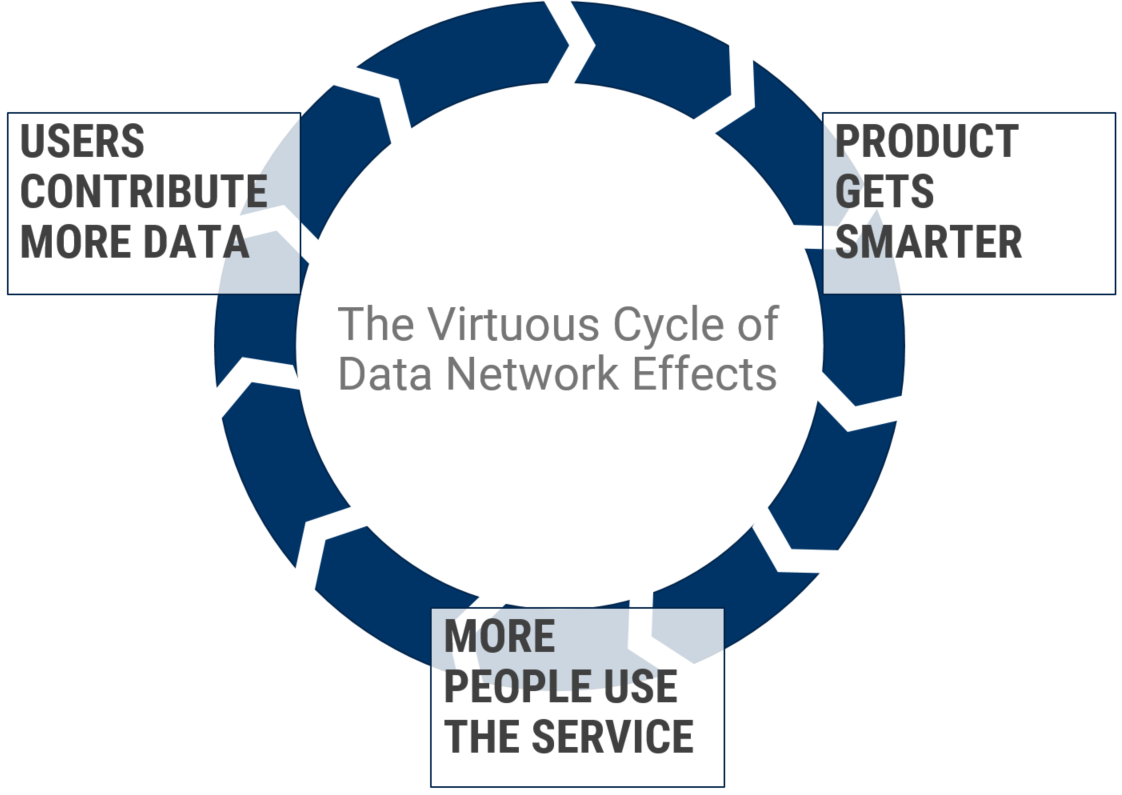 USERS
CONTRIBUTE
MORE DATA
PRODUCT
GETS
SMARTER
The Virtuous Cycle of
Data Network Effects
MORE
PEOPLE USE
THE SERVICE